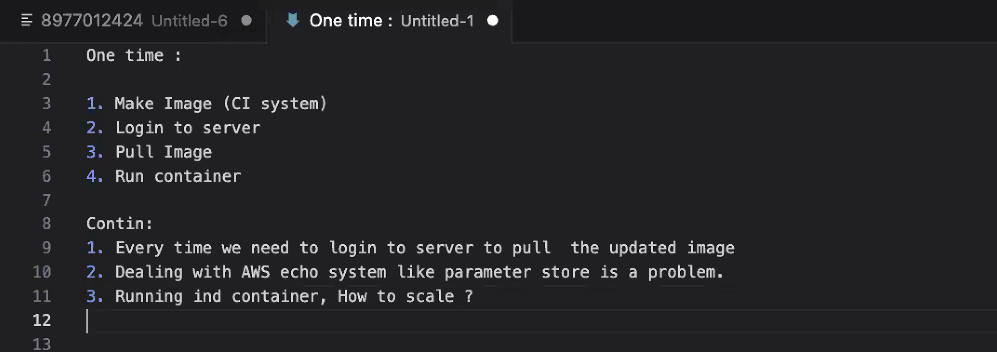 8977012424 Untitled-6 ● One time : Untitled-1 ●
1 One time :
2
3 1. Make Image (CI system)
4 2. Login to server
5 3. Pull Image
6 4. Run container
7
8 Contin:
9 1. Every time we need to login to server to pull  the updated image
10 2. Dealing with AWS echo system like parameter store is a problem.
11 3. Running ind container, How to scale ?
12
13